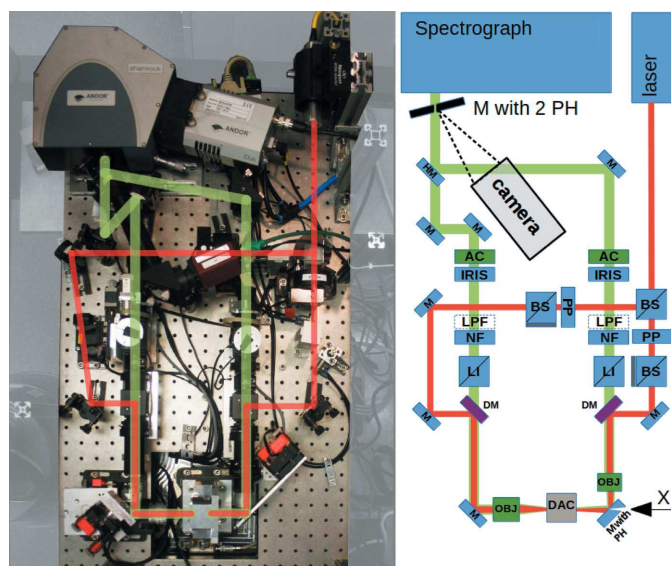 shamrock
ANDOR
ANDOR
Spectrograph
laser
M with 2 PH
HM
M
camera
M
M
AC
AC
IRIS
IRIS
M
BS
PP
BS
LPF
LPF
NF
NF
PP
LI
LI
BS
DM
DM
M
M
OBJ
OBJ
DAC
X
M
M with
PH